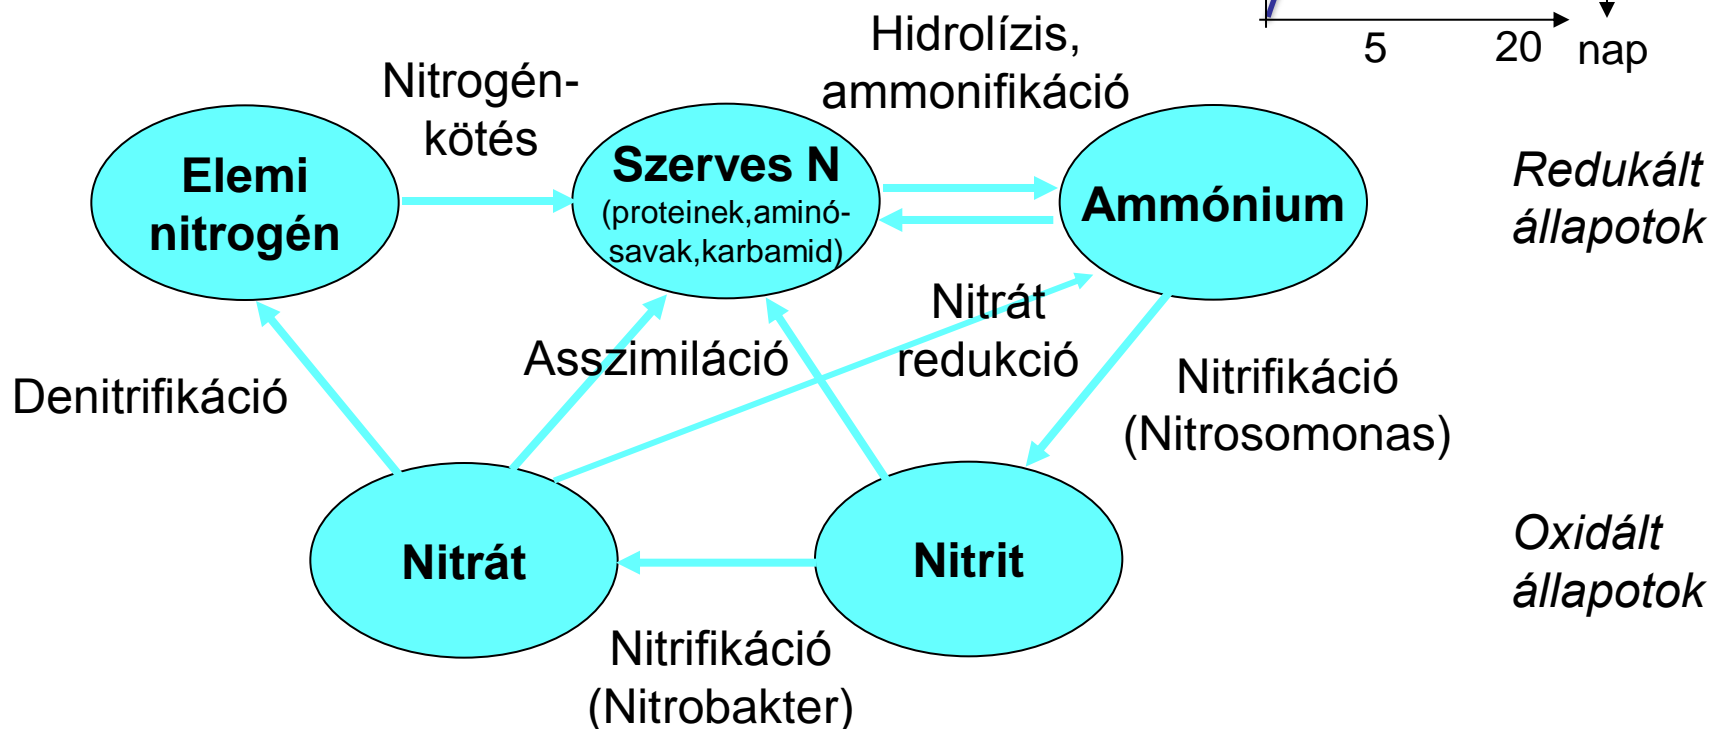 5
20
nap
Hidrolízis,
ammonifikáció
Nitrogén-
kötés
Elemi
nitrogén
Szerves N
(proteinek,aminó-
savak,karbamid)
Ammónium
Redukált
állapotok
Nitrát
redukció
Asszimiláció
Denitrifikáció
Nitrifikáció
(Nitrosomonas)
Nitrát
Nitrit
Oxidált
állapotok
Nitrifikáció
(Nitrobakter)